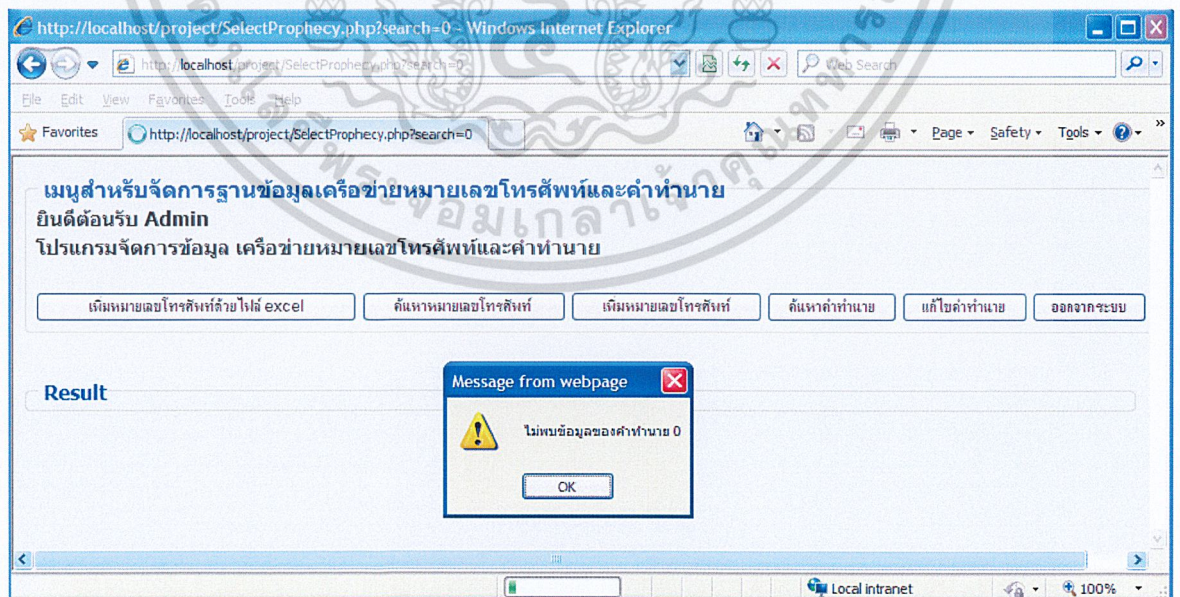 http://localhost/project/SelectProphecy.php?search=0 - Windows Internet Explorer
http://localhost/project/SelectProphecy.php?search=0
Web Search
File Edit View Favorites Tools Help
Favorites http://localhost/project/SelectProphecy.php?search=0 Page Safety Tools »
เมนูสำหรับจัดการฐานข้อมูลเครือข่ายหมายเลขโทรศัพท์และคำทำนาย
ยินดีต้อนรับ Admin
โปรแกรมจัดการข้อมูล เครือข่ายหมายเลขโทรศัพท์และคำทำนาย
เพิ่มหมายเลขโทรศัพท์ด้วยไฟล์ excel ค้นหาหมายเลขโทรศัพท์ เพิ่มหมายเลขโทรศัพท์ ค้นหาคำทำนาย แก้ไขคำทำนาย ออกจากระบบ
Result
Message from webpage
ไม่พบข้อมูลของคำทำนาย 0
OK
Local intranet 100%